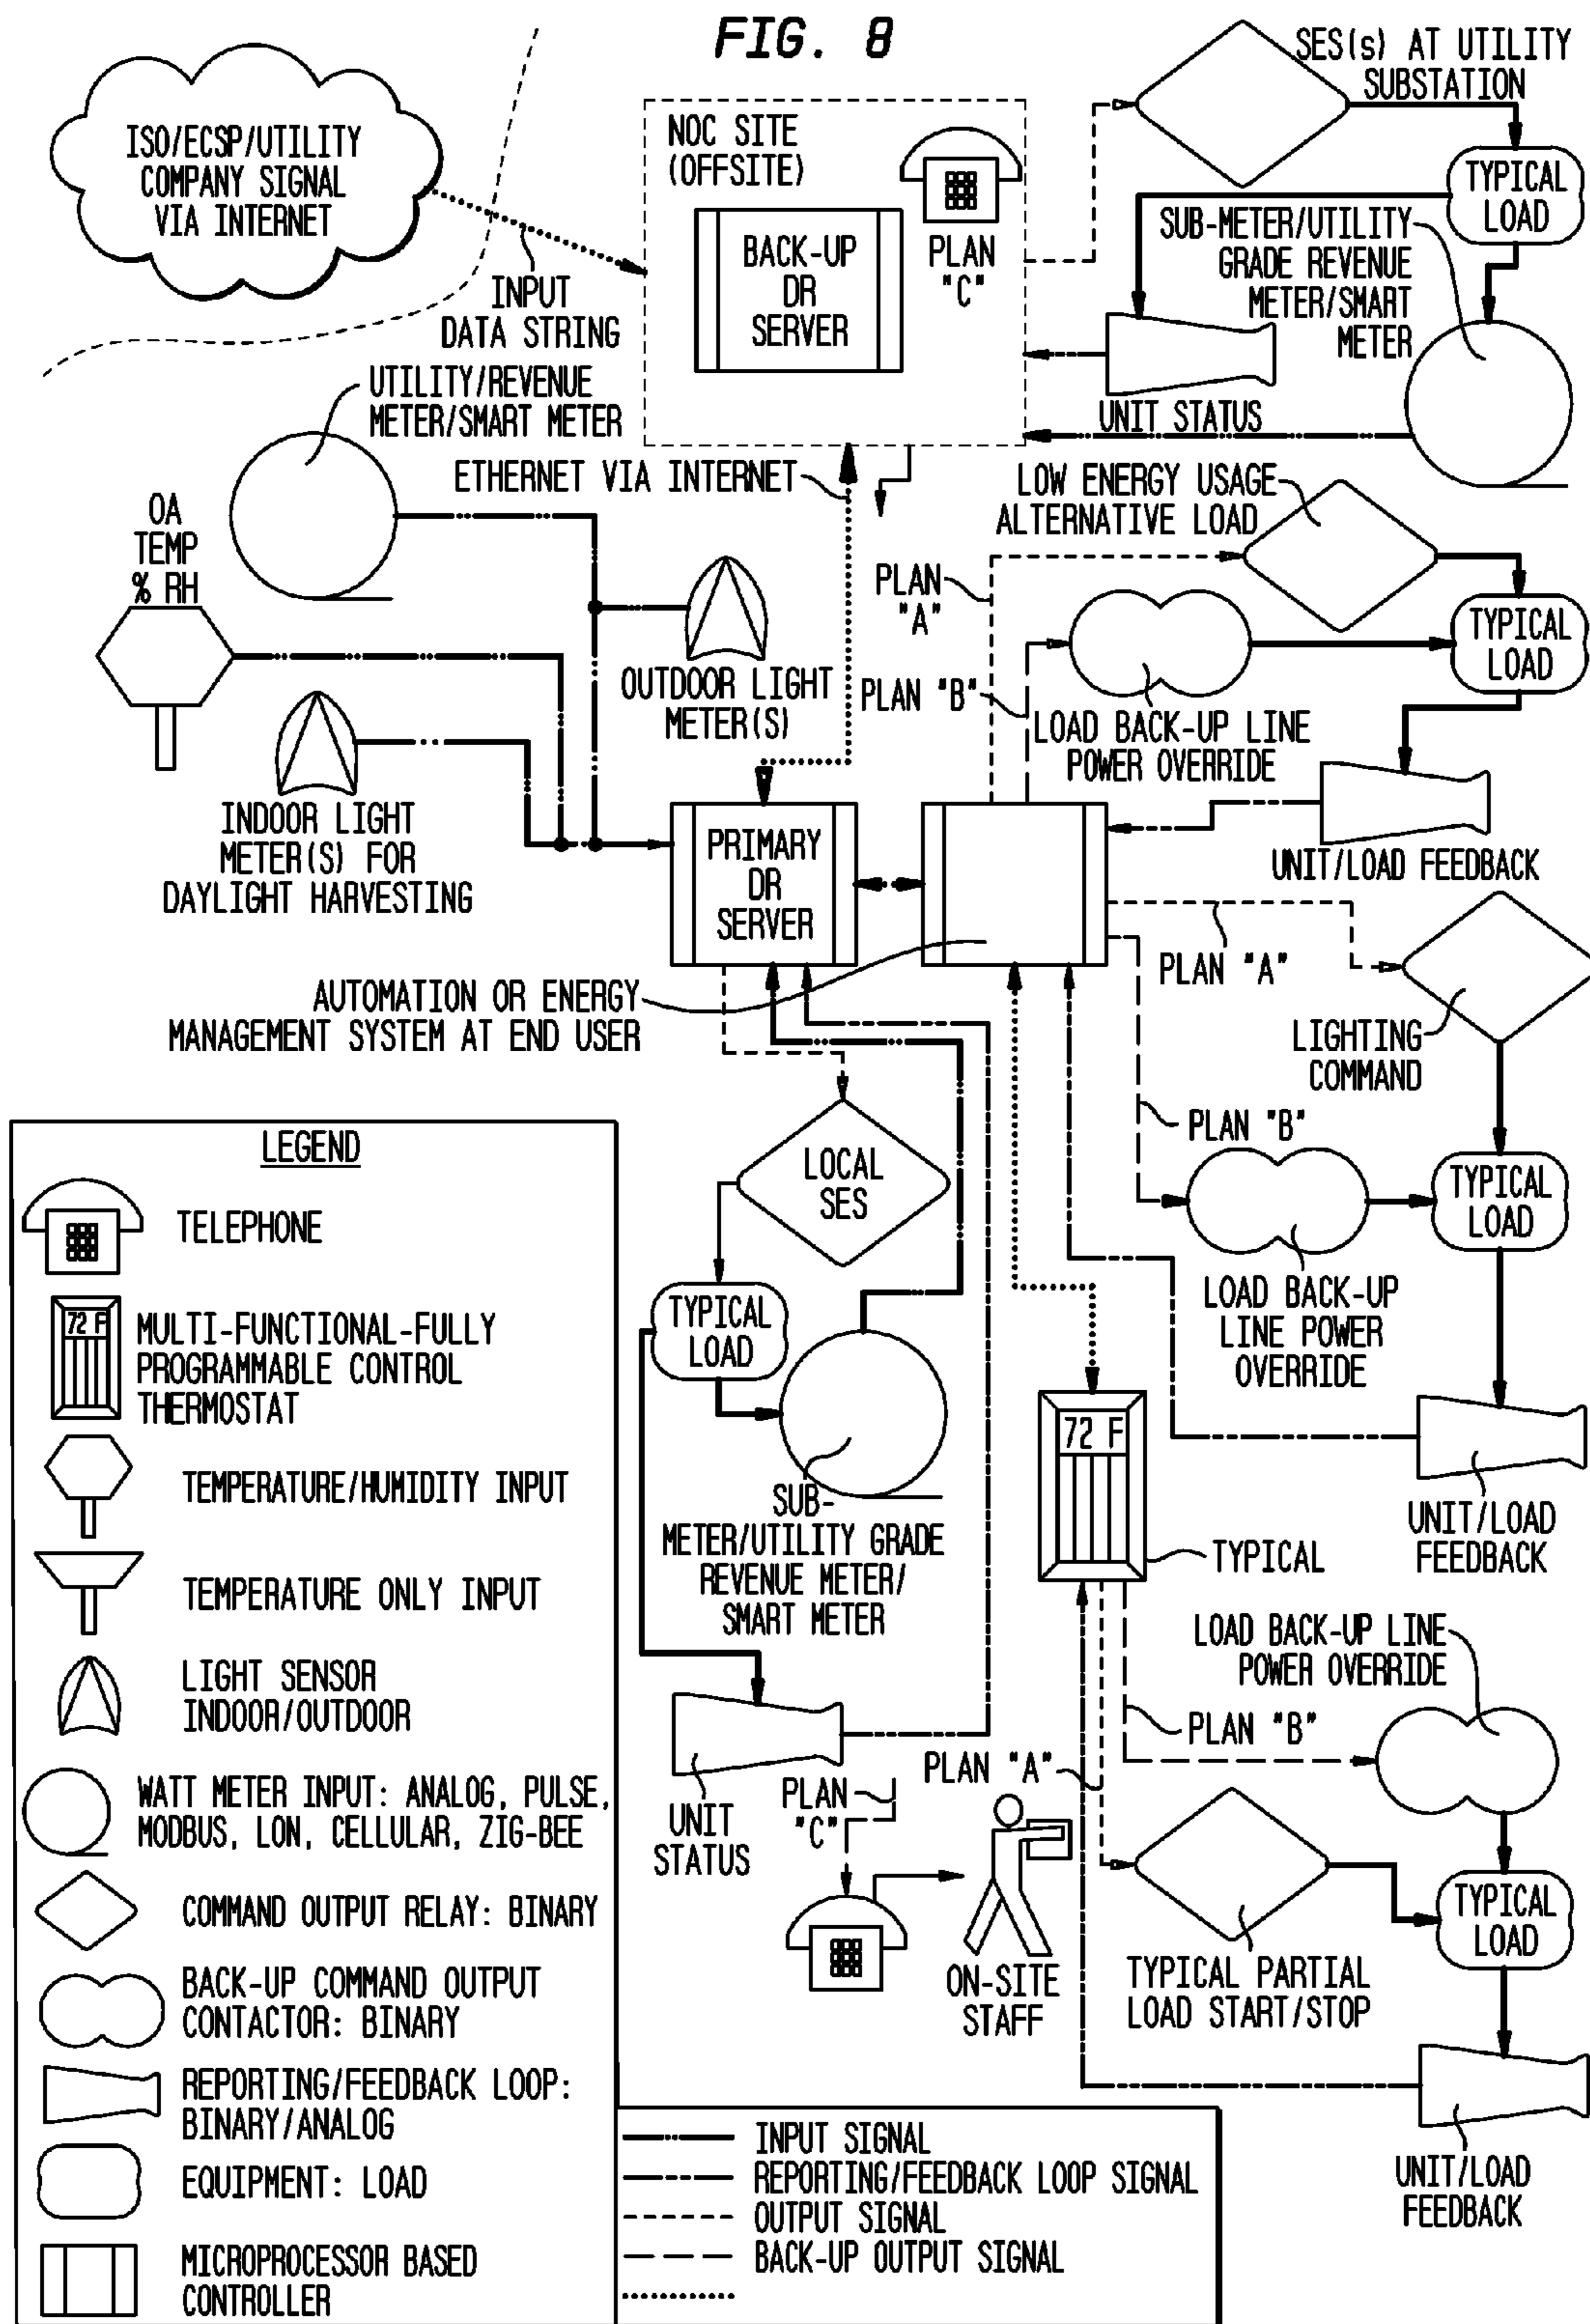 FIG. 8
ISO/ECSP/UTILITY
COMPANY SIGNAL
VIA INTERNET
INPUT
DATA STRING
NOC SITE
(OFFSITE)
BACK-UP
DR
SERVER
PLAN
"C"
SES(s) AT UTILITY
SUBSTATION
TYPICAL
LOAD
SUB-METER/UTILITY
GRADE REVENUE
METER/SMART
METER
UNIT STATUS
UTILITY/REVENUE
METER/SMART METER
ETHERNET VIA INTERNET
OA
TEMP
% RH
OUTDOOR LIGHT
METER(S)
INDOOR LIGHT
METER(S) FOR
DAYLIGHT HARVESTING
LOW ENERGY USAGE
ALTERNATIVE LOAD
PLAN
"A"
PLAN "B"
TYPICAL
LOAD
LOAD BACK-UP LINE
POWER OVERRIDE
UNIT/LOAD FEEDBACK
PRIMARY
DR
SERVER
AUTOMATION OR ENERGY
MANAGEMENT SYSTEM AT END USER
PLAN "A"
LIGHTING
COMMAND
PLAN "B"
TYPICAL
LOAD
LOAD BACK-UP
LINE POWER
OVERRIDE
UNIT/LOAD
FEEDBACK
LOCAL
SES
TYPICAL
LOAD
SUB-
METER/UTILITY GRADE
REVENUE METER/
SMART METER
UNIT
STATUS
72 F
TYPICAL
LOAD BACK-UP LINE
POWER OVERRIDE
PLAN "B"
PLAN "A"
PLAN
"C"
ON-SITE
STAFF
TYPICAL PARTIAL
LOAD START/STOP
TYPICAL
LOAD
UNIT/LOAD
FEEDBACK
LEGEND
TELEPHONE
72 F
MULTI-FUNCTIONAL-FULLY
PROGRAMMABLE CONTROL
THERMOSTAT
TEMPERATURE/HUMIDITY INPUT
TEMPERATURE ONLY INPUT
LIGHT SENSOR
INDOOR/OUTDOOR
WATT METER INPUT: ANALOG, PULSE,
MODBUS, LON, CELLULAR, ZIG-BEE
COMMAND OUTPUT RELAY: BINARY
BACK-UP COMMAND OUTPUT
CONTACTOR: BINARY
REPORTING/FEEDBACK LOOP:
BINARY/ANALOG
EQUIPMENT: LOAD
MICROPROCESSOR BASED
CONTROLLER
INPUT SIGNAL
REPORTING/FEEDBACK LOOP SIGNAL
OUTPUT SIGNAL
BACK-UP OUTPUT SIGNAL